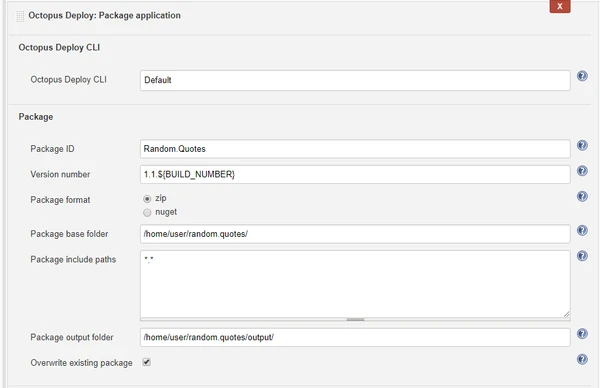 Octopus Deploy: Package application
X
Octopus Deploy CLI
Octopus Deploy CLI
Default
?
Package
Package ID
Random.Quotes
?
Version number
1.1.${BUILD_NUMBER}
?
Package format
zip
?
nuget
Package base folder
/home/user/random.quotes/
?
Package include paths
*.*
?
Package output folder
/home/user/random.quotes/output/
?
Overwrite existing package
?